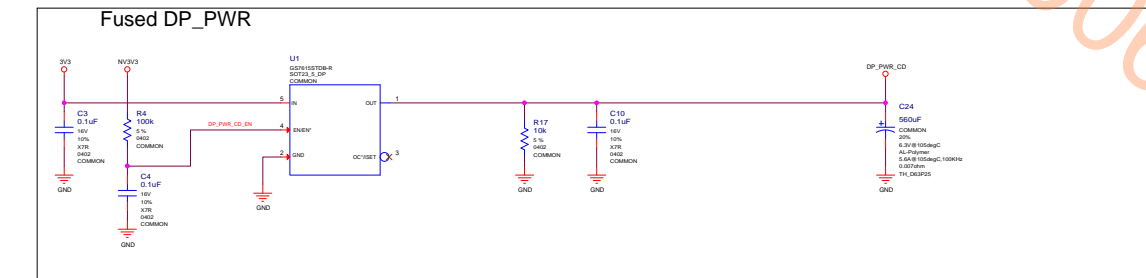 Fused DP_PWR
3V3
NV3V3
U1
GS7615STDB-R
SOT23_5_DP
COMMON
DP_PWR_CD
5
IN
OUT
1
C3
0.1uF
16V
10%
X7R
0402
COMMON
R4
100k
5 %
0402
COMMON
DP_PWR_CD_EN
4
EN/EN*
2
GND
OC*/ISET
3
R17
10k
5 %
0402
COMMON
C10
0.1uF
16V
10%
X7R
0402
COMMON
C24
560uF
COMMON
20%
6.3V@105degC
AL-Polymer
5.6A@105degC,100KHz
0.007ohm
TH_D63P25
C4
0.1uF
16V
10%
X7R
0402
COMMON
GND
GND
GND
GND
GND
GND